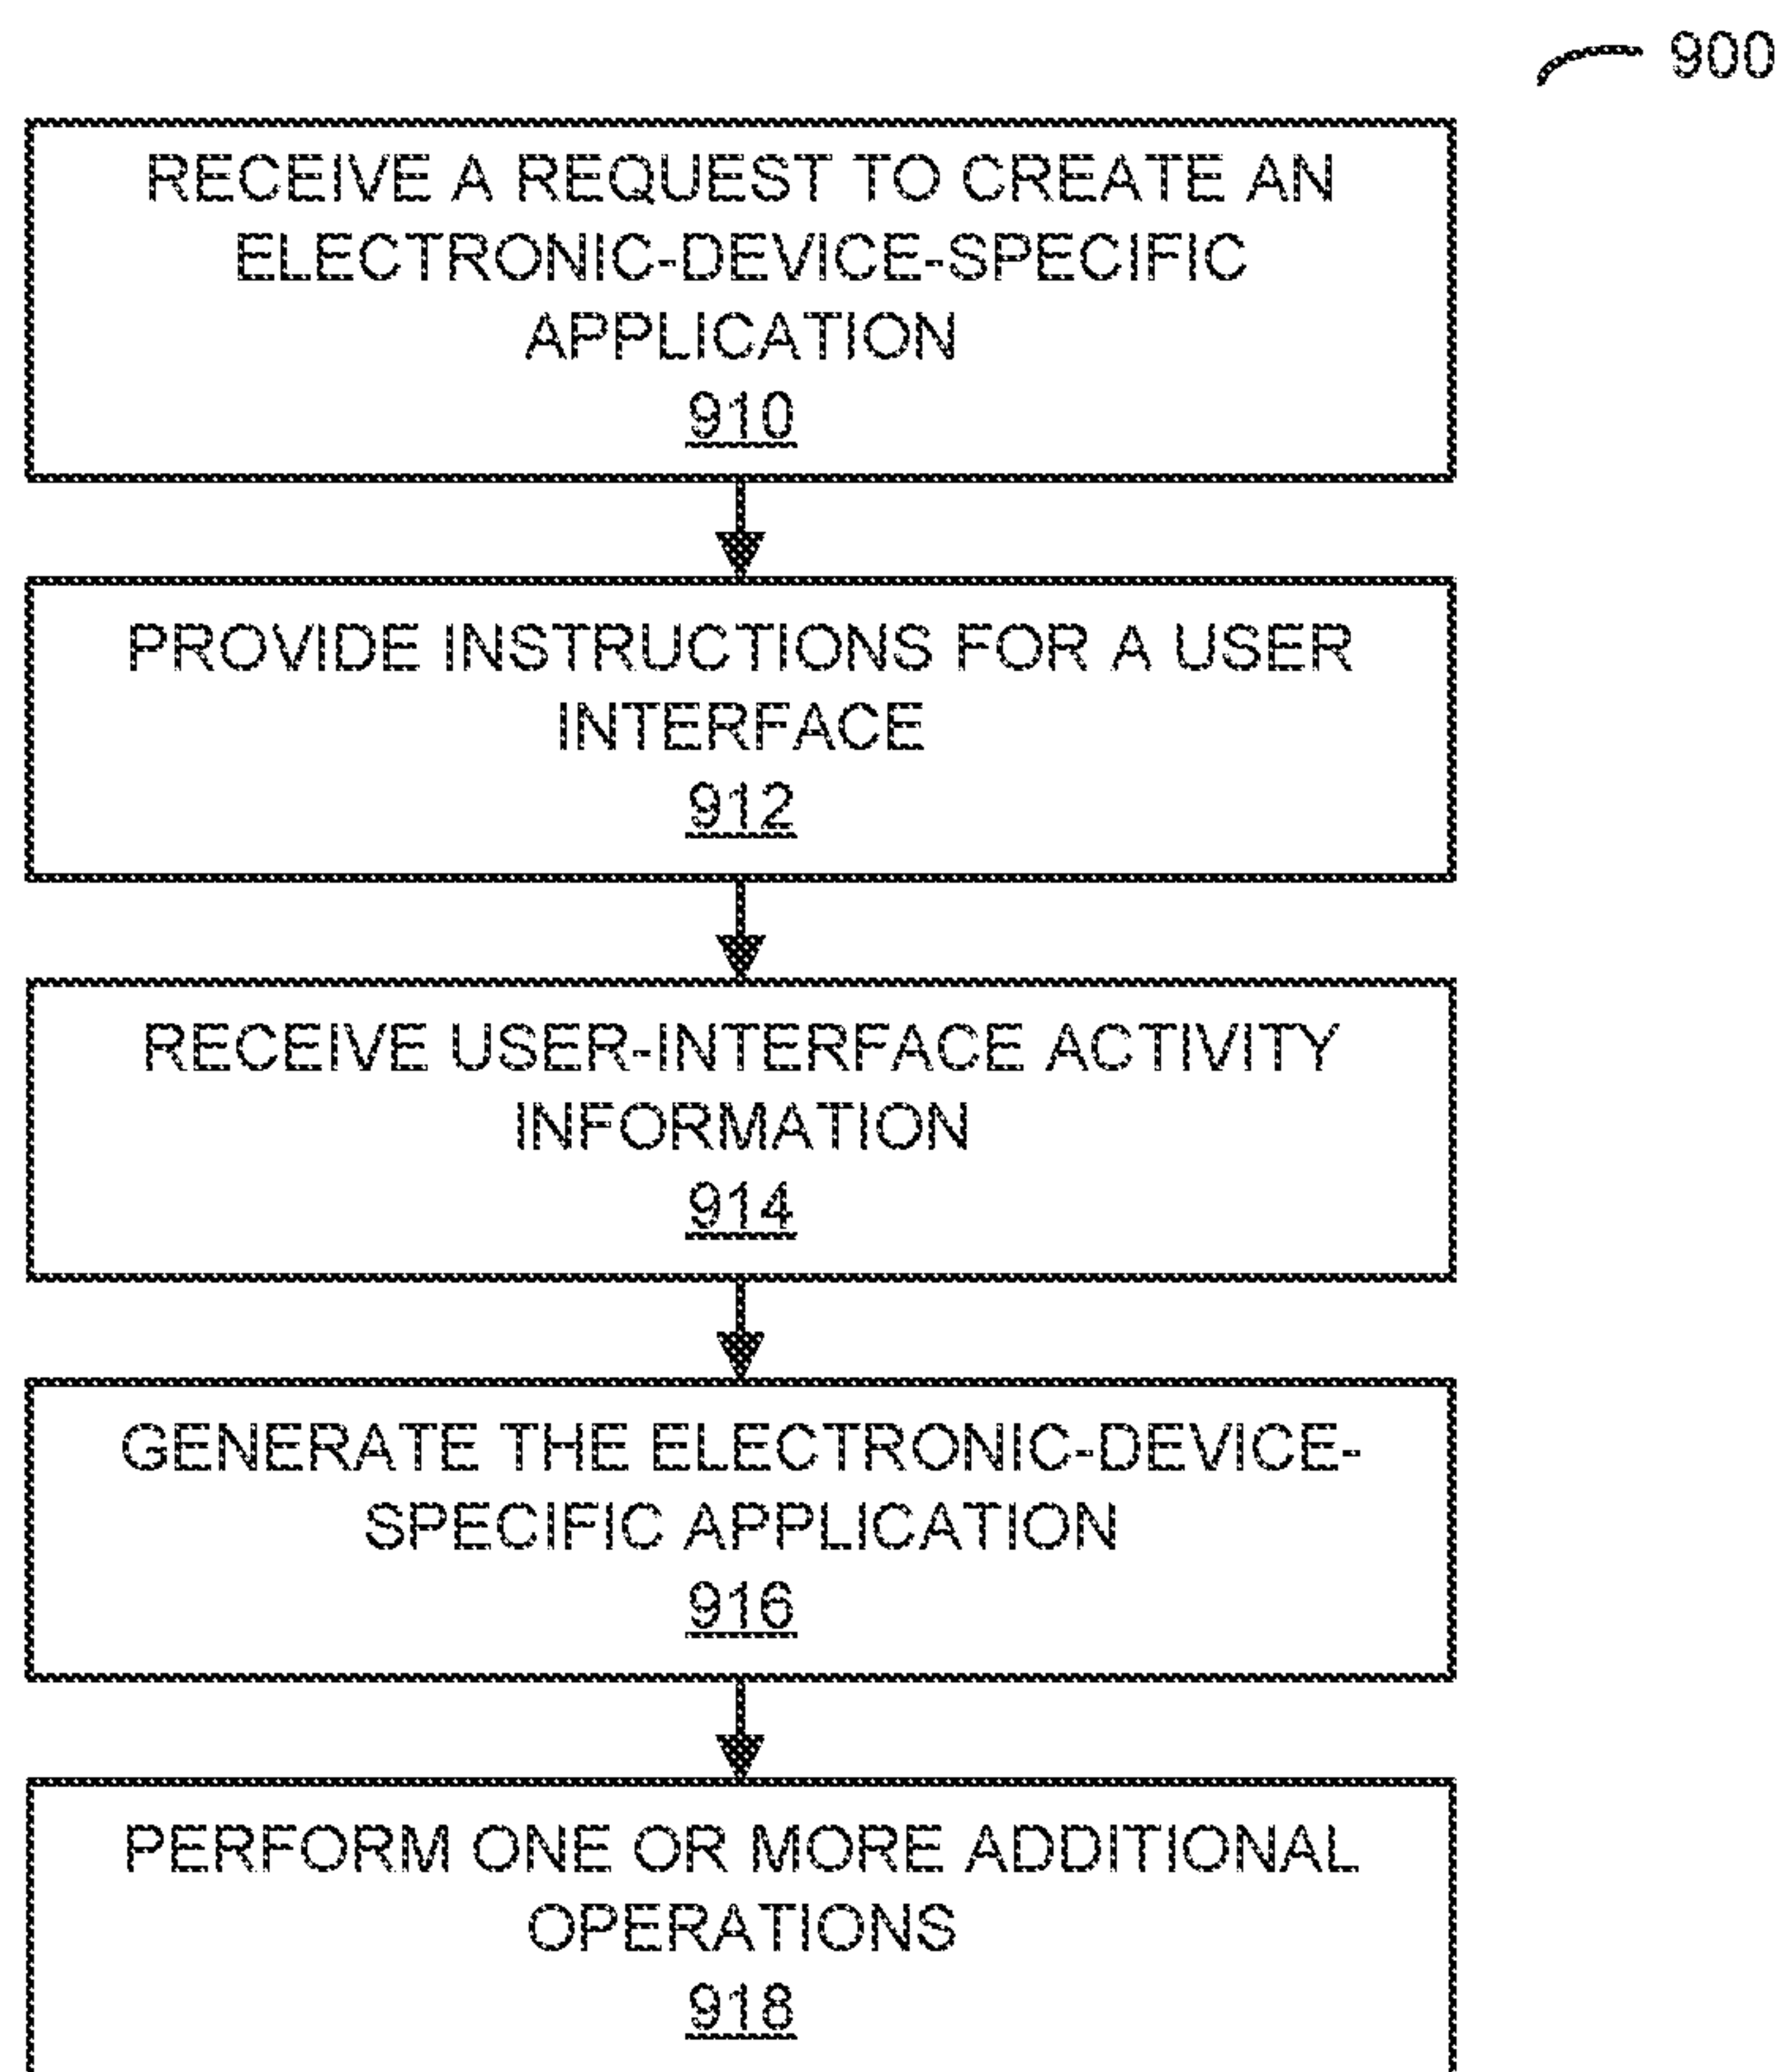 900
RECEIVE A REQUEST TO CREATE AN
ELECTRONIC-DEVICE-SPECIFIC
APPLICATION
910
PROVIDE INSTRUCTIONS FOR A USER
INTERFACE
912
RECEIVE USER-INTERFACE ACTIVITY
INFORMATION
914
GENERATE THE ELECTRONIC-DEVICE-
SPECIFIC APPLICATION
916
PERFORM ONE OR MORE ADDITIONAL
OPERATIONS
918